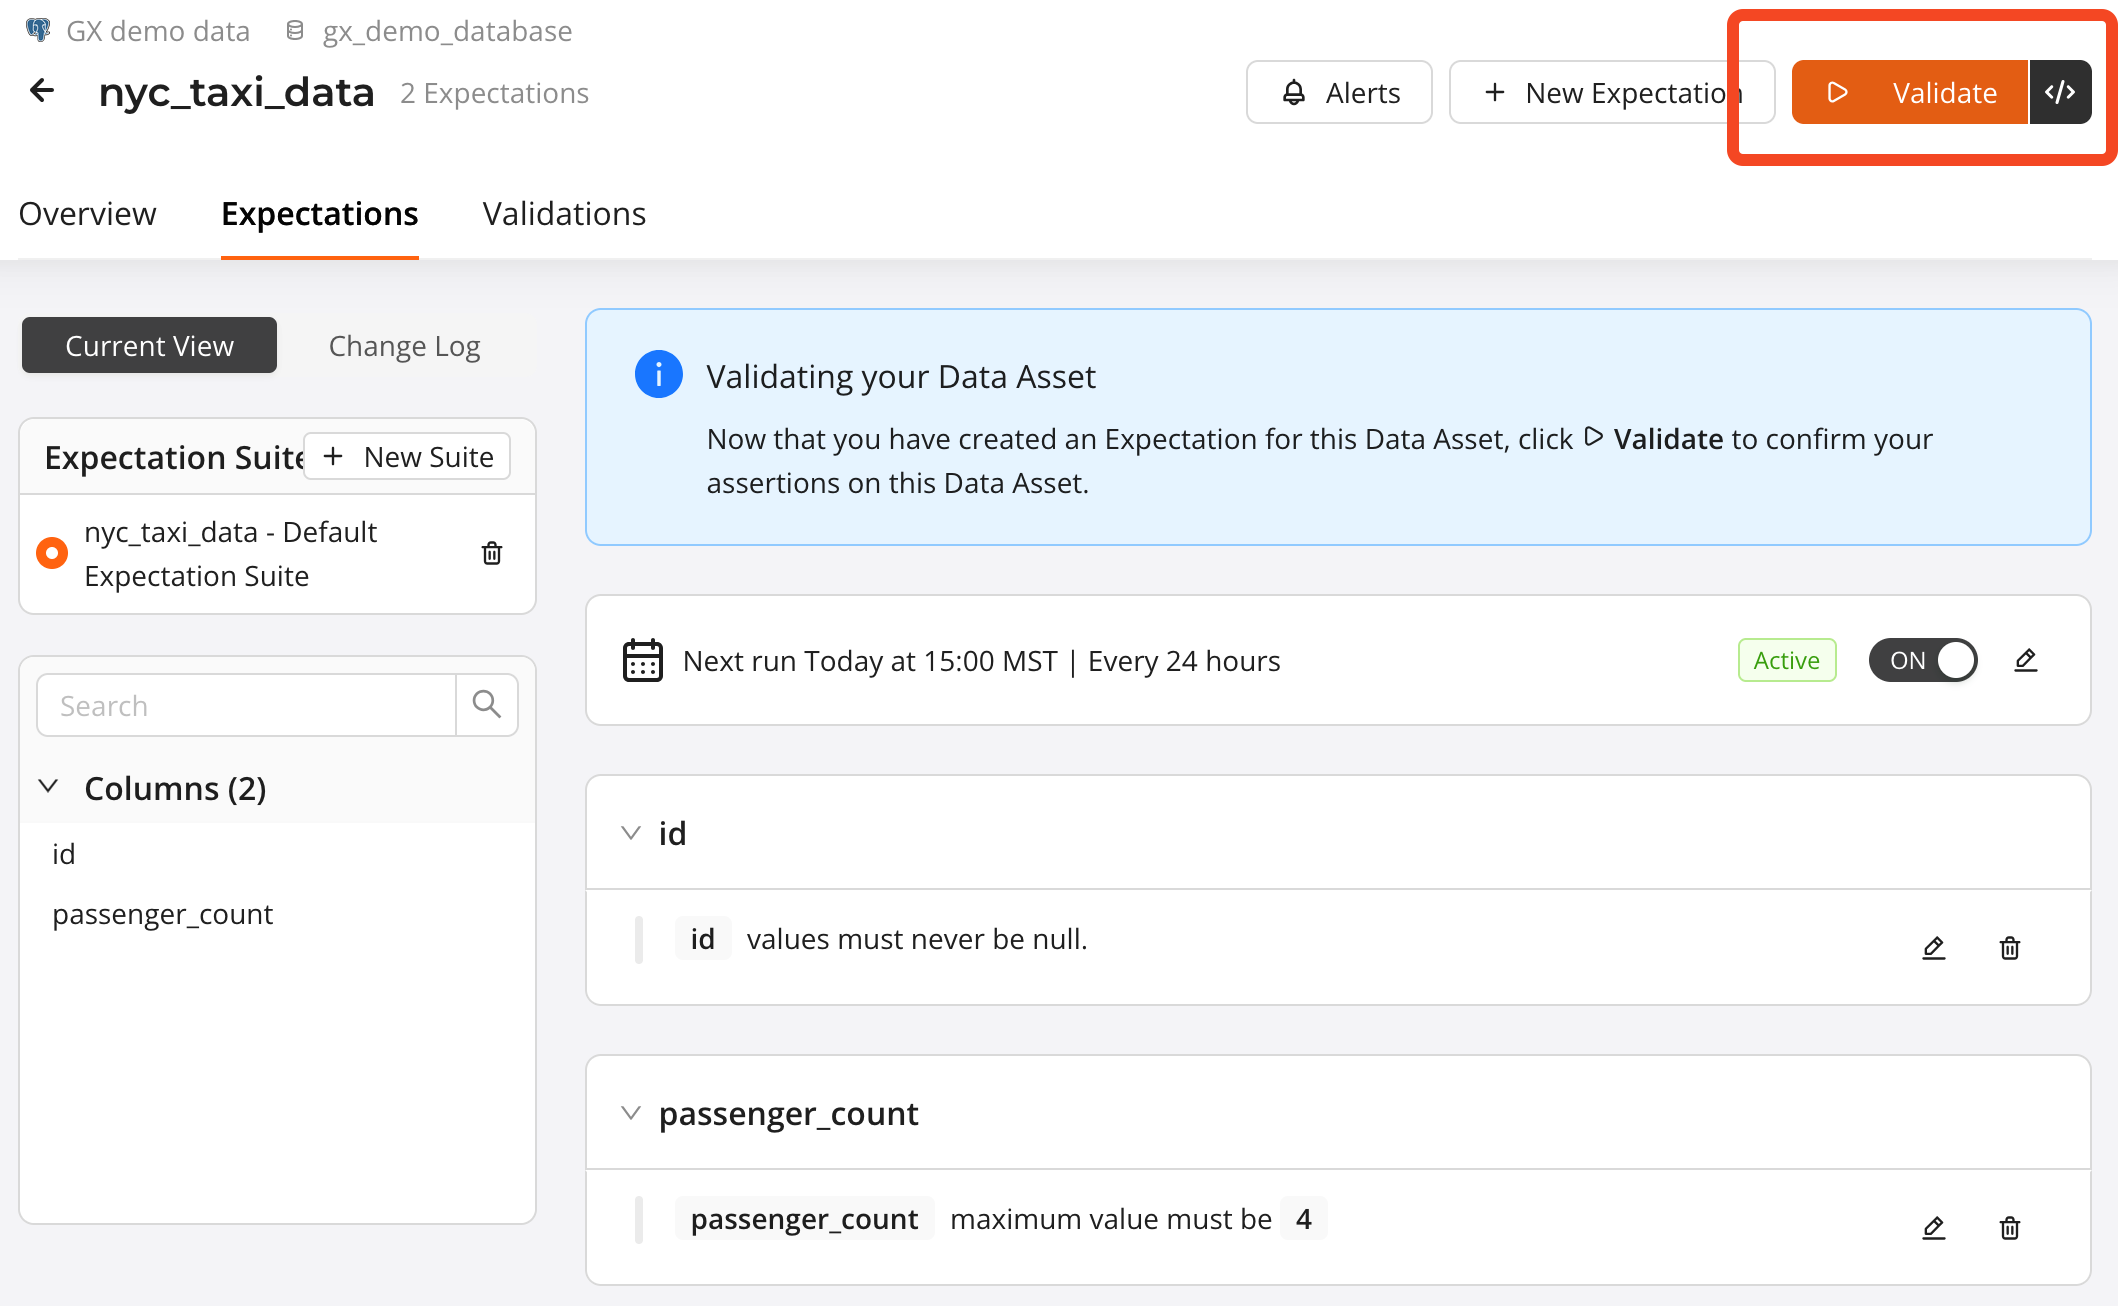 GX demo data gx_demo_database
nyc_taxi_data 2 Expectations
Alerts
+ New Expectation
Validate </>
Overview Expectations Validations
Current View Change Log
Expectation Suite + New Suite
nyc_taxi_data - Default
Expectation Suite
Search
Columns (2)
id
passenger_count
Validating your Data Asset
Now that you have created an Expectation for this Data Asset, click Validate to confirm your
assertions on this Data Asset.
Next run Today at 15:00 MST | Every 24 hours Active ON
id
id values must never be null.
passenger_count
passenger_count maximum value must be 4